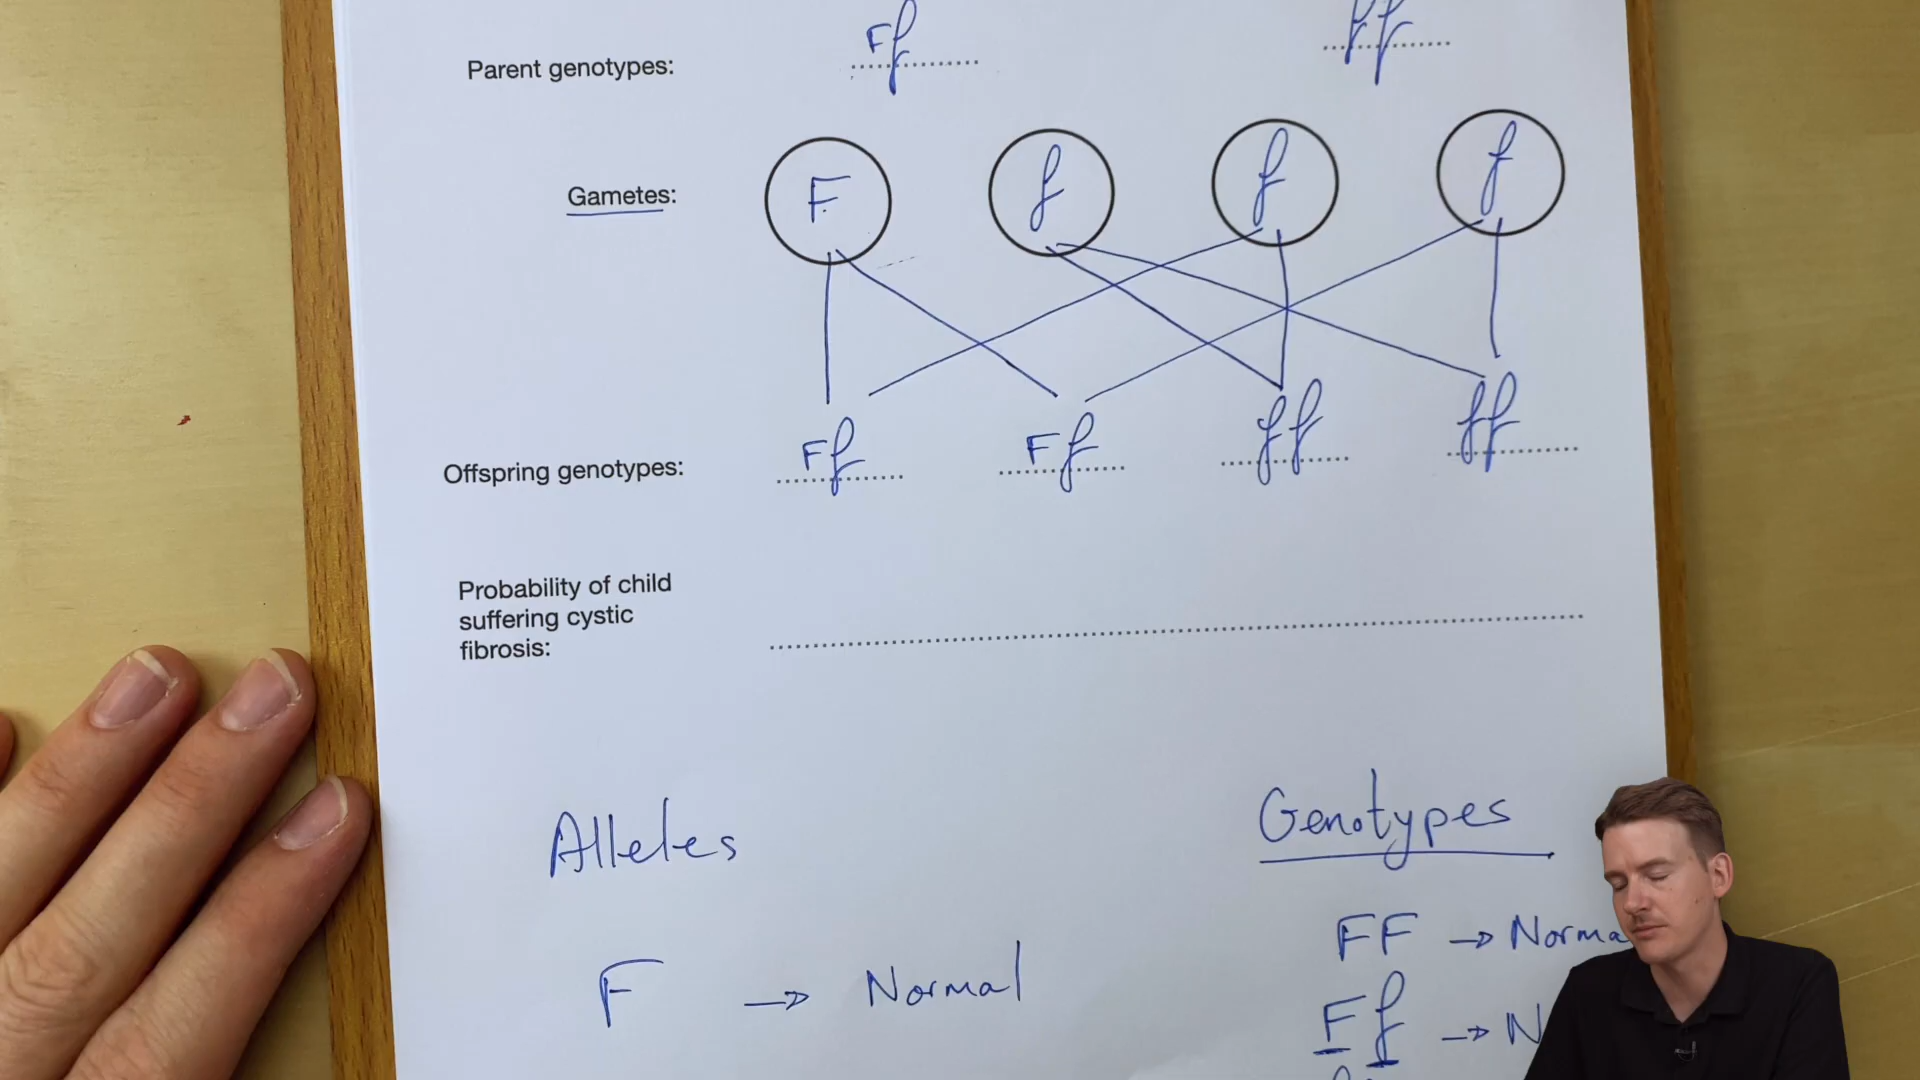 Parent genotypes: Ff ff
Gametes: F f f f
Offspring genotypes: Ff Ff ff ff
Probability of child
suffering cystic
fibrosis:
Alleles Genotypes
FF → Norma
F → Normal
Ff → N